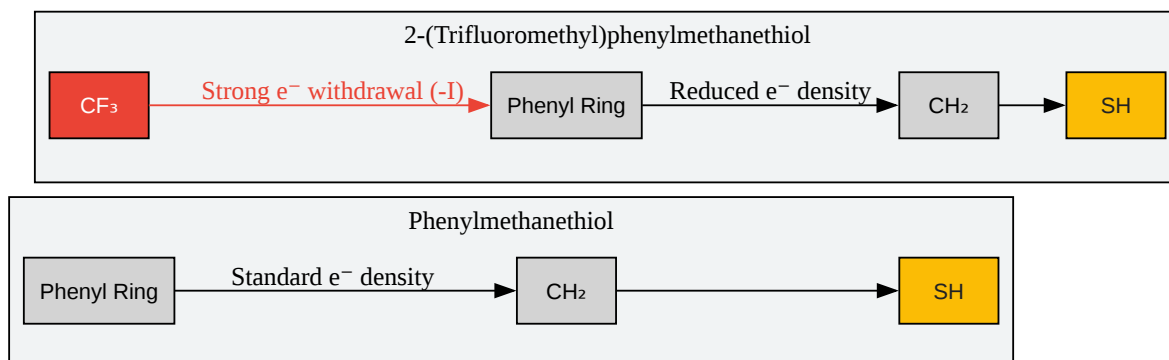 2-(Trifluoromethyl)phenylmethanethiol
CF₃
Strong e⁻ withdrawal (-I)
Phenyl Ring
Reduced e⁻ density
CH₂
SH
Phenylmethanethiol
Phenyl Ring
Standard e⁻ density
CH₂
SH